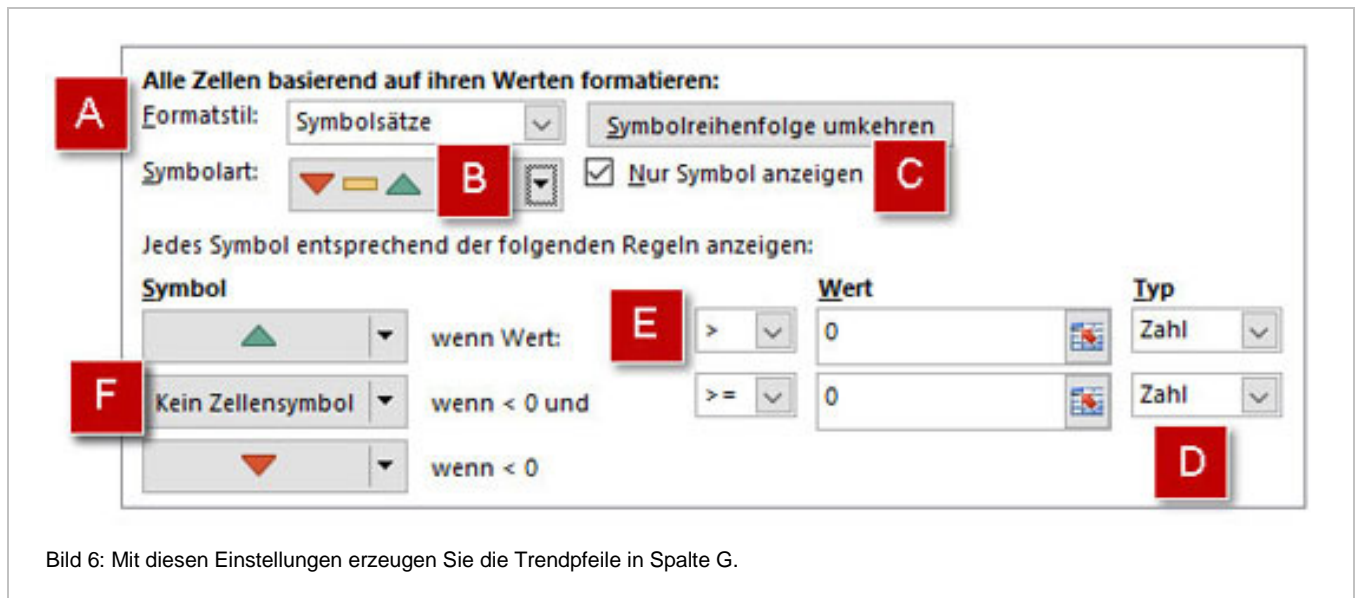 Alle Zellen basierend auf ihren Werten formatieren:
A
Formatstil: Symbolsätze Symbolreihenfolge umkehren
Symbolart: B Nur Symbol anzeigen C
Jedes Symbol entsprechend der folgenden Regeln anzeigen:
Symbol Wert Typ
wenn Wert: E > 0 Zahl
F Kein Zellensymbol wenn < 0 und >= 0 Zahl
wenn < 0 D
Bild 6: Mit diesen Einstellungen erzeugen Sie die Trendpfeile in Spalte G.